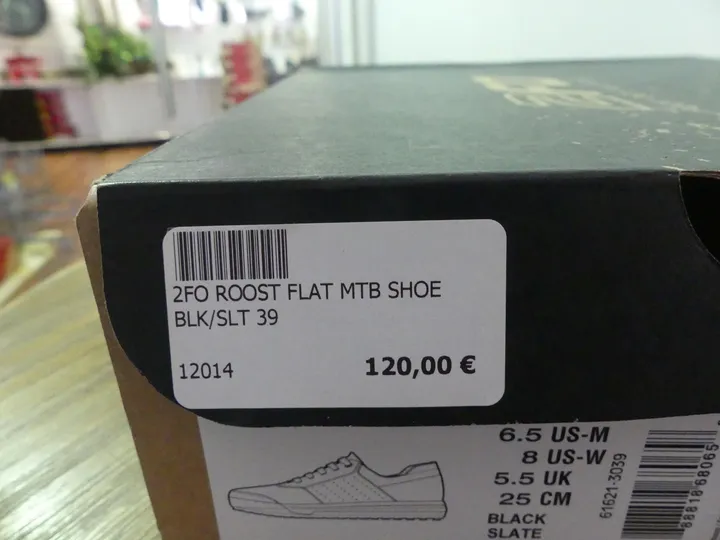 2FO ROOST FLAT MTB SHOE
BLK/SLT 39
12014
120,00 €
6.5 US-M
8 US-W
5.5 UK
25 CM
BLACK
SLATE
61621-3039